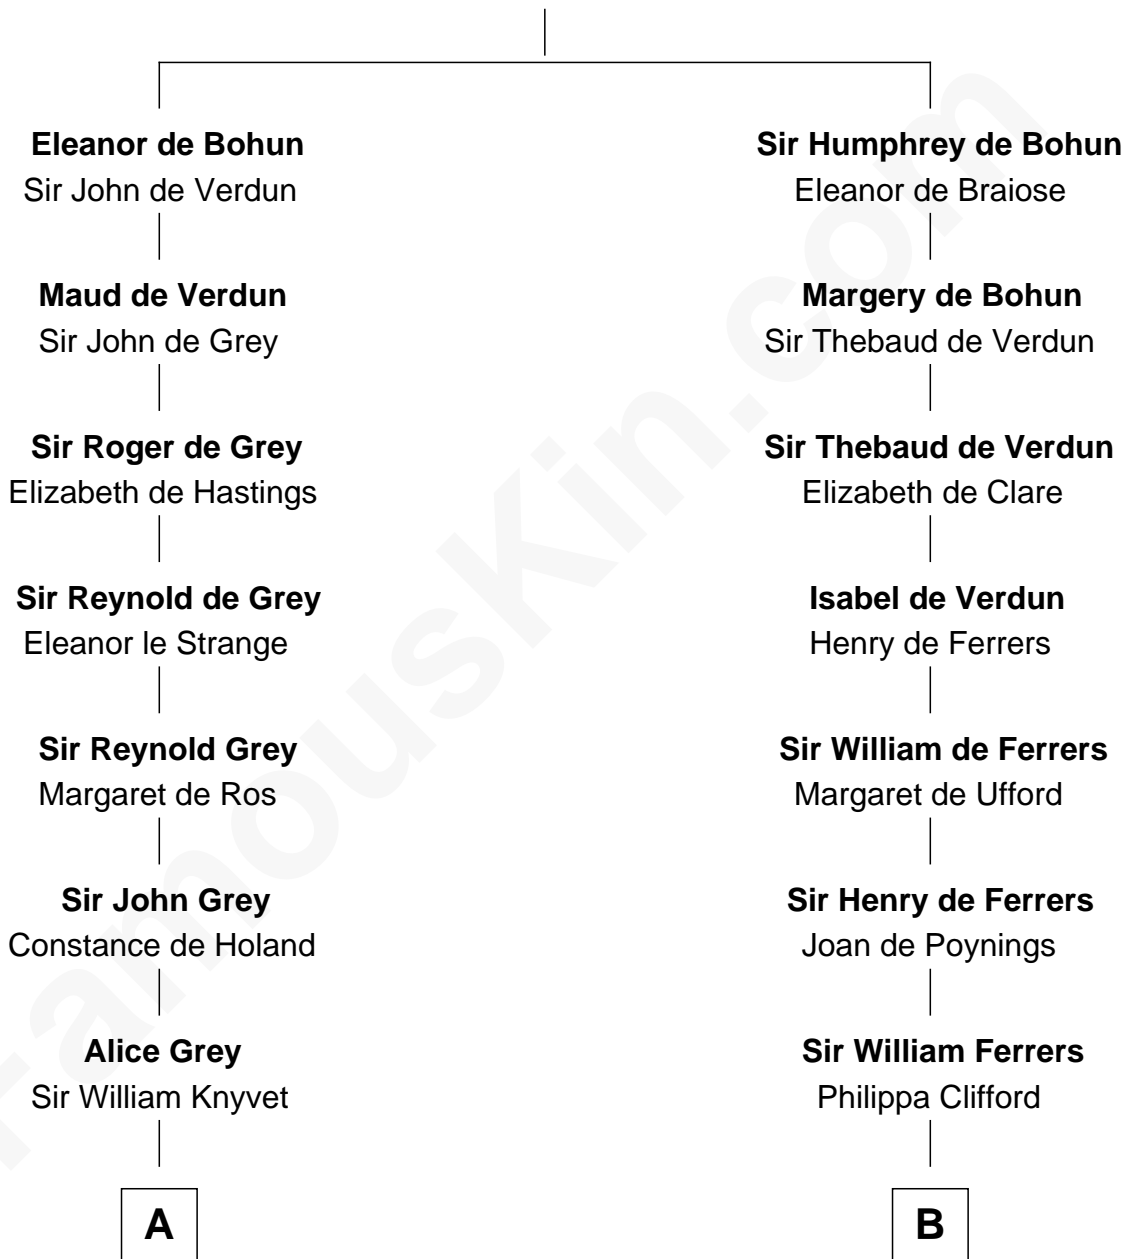 Eleanor de Bohun
Sir John de Verdun
Maud de Verdun
Sir John de Grey
Sir Roger de Grey
Elizabeth de Hastings
Sir Reynold de Grey
Eleanor le Strange
Sir Reynold Grey
Margaret de Ros
Sir John Grey
Constance de Holand
Alice Grey
Sir William Knyvet
A
Sir Humphrey de Bohun
Eleanor de Braiose
Margery de Bohun
Sir Thebaud de Verdun
Sir Thebaud de Verdun
Elizabeth de Clare
Isabel de Verdun
Henry de Ferrers
Sir William de Ferrers
Margaret de Ufford
Sir Henry de Ferrers
Joan de Poynings
Sir William Ferrers
Philippa Clifford
B
FamousKin.com